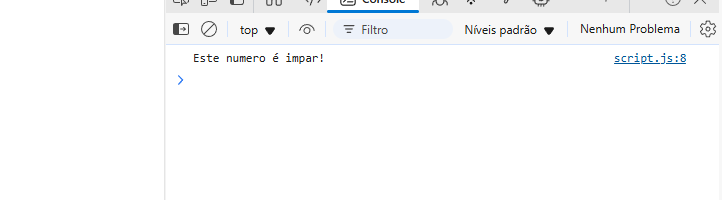 Console
top Filtro Níveis padrão Nenhum Problema
Este numero é impar! script.js:8